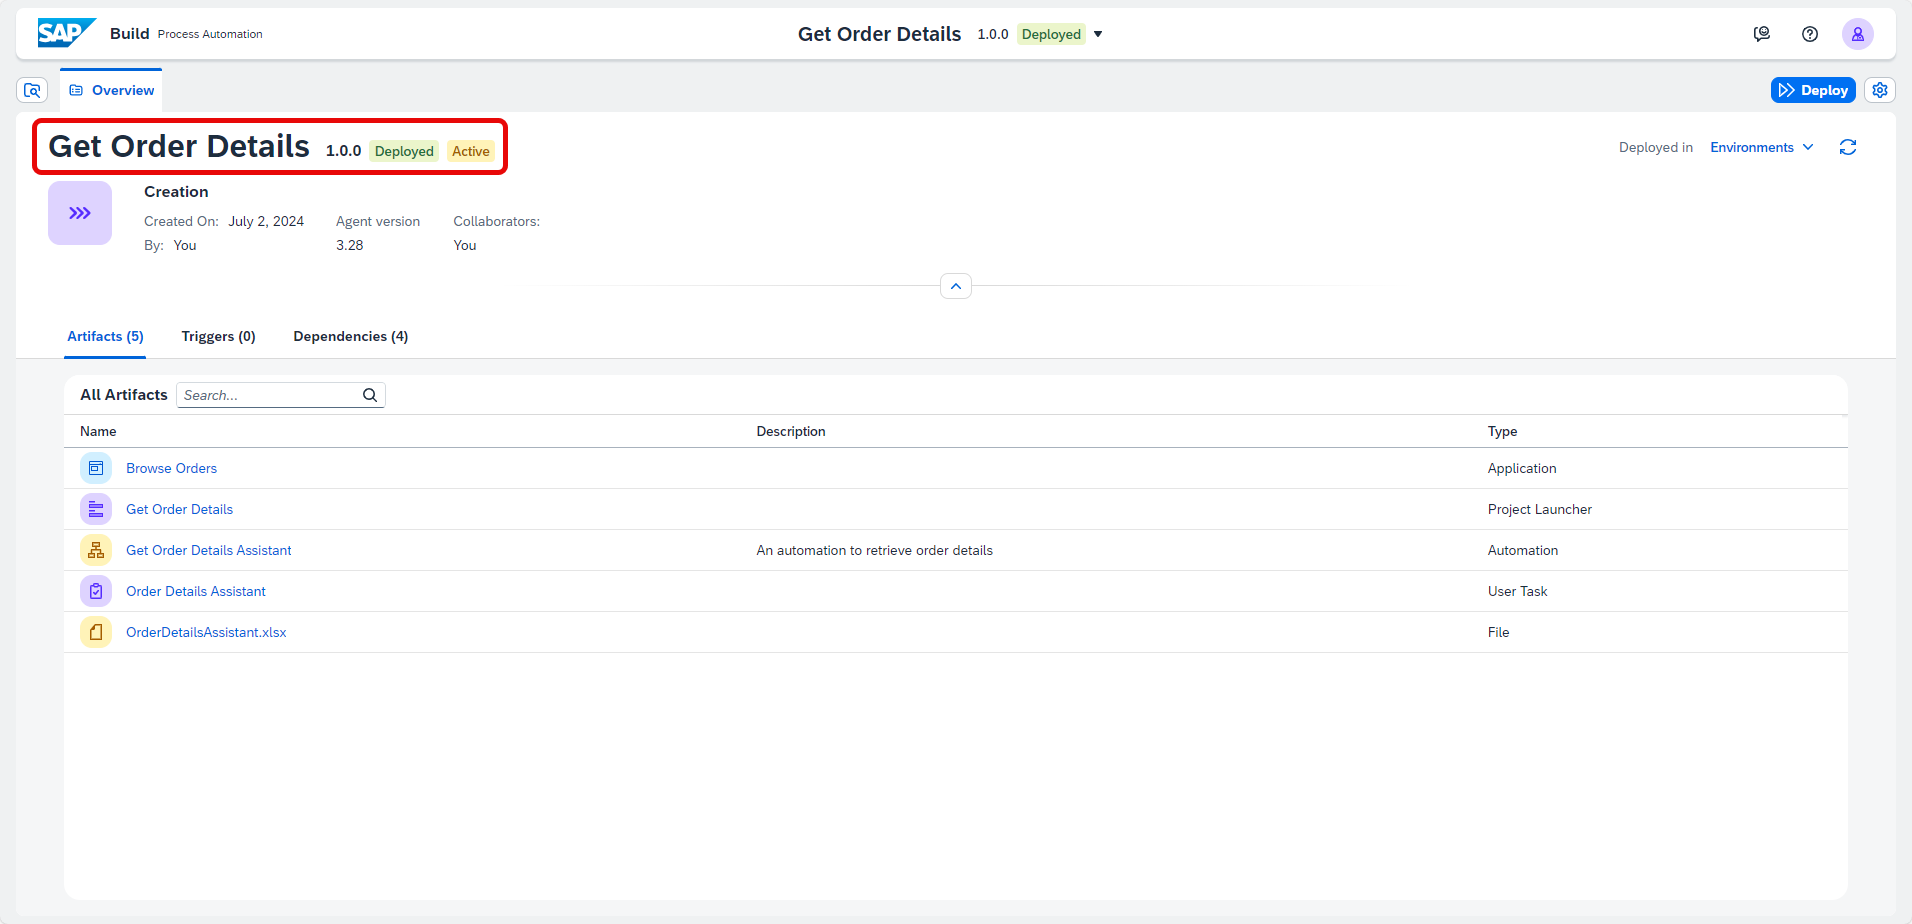 SAP Build Process Automation Get Order Details 1.0.0 Deployed
Overview Deploy
Get Order Details 1.0.0 Deployed Active Deployed in Environments
Creation
Created On: July 2, 2024 Agent version Collaborators:
By: You 3.28 You
Artifacts (5) Triggers (0) Dependencies (4)
All Artifacts Search...
Name Description Type
Browse Orders Application
Get Order Details Project Launcher
Get Order Details Assistant An automation to retrieve order details Automation
Order Details Assistant User Task
OrderDetailsAssistant.xlsx File